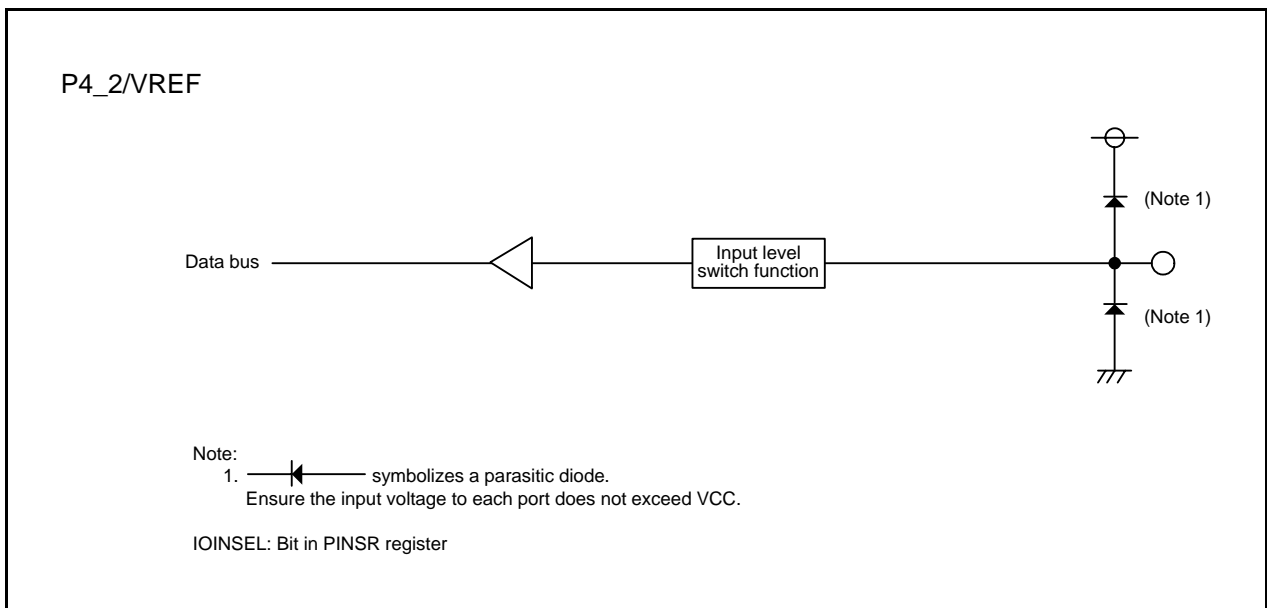 P4_2/VREF
(Note 1)
Data bus
Input level
switch function
(Note 1)
Note:
1. symbolizes a parasitic diode.
Ensure the input voltage to each port does not exceed VCC.
IOINSEL: Bit in PINSR register